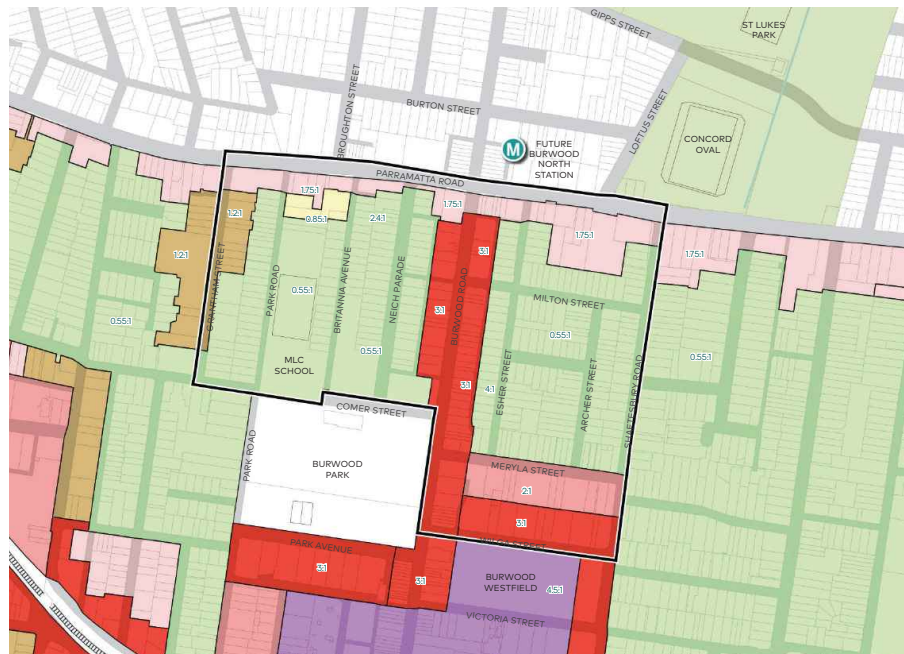 GIPPS STREET
ST LUKES
PARK
BROUGHTON STREET
BURTON STREET
LOFTUS STREET
CONCORD
OVAL
M
FUTURE
BURWOOD
NORTH
STATION
PARRAMATTA ROAD
1.75:1
1.2:1
0.85:1
2.4:1
1.75:1
1.75:1
1.75:1
1.2:1
3:1
GRANTHAM STREET
PARK ROAD
0.55:1
BRITANNIA AVENUE
NEICH PARADE
BURWOOD ROAD
MILTON STREET
3:1
0.55:1
0.55:1
0.55:1
0.55:1
MLC
SCHOOL
3:1
4:1
ESHER STREET
ARCHER STREET
SHAFTESBURY ROAD
COMER STREET
PARK ROAD
BURWOOD
PARK
MERYLA STREET
2:1
3:1
PARK AVENUE
3:1
3:1
BURWOOD
WESTFIELD
4.5:1
VICTORIA STREET